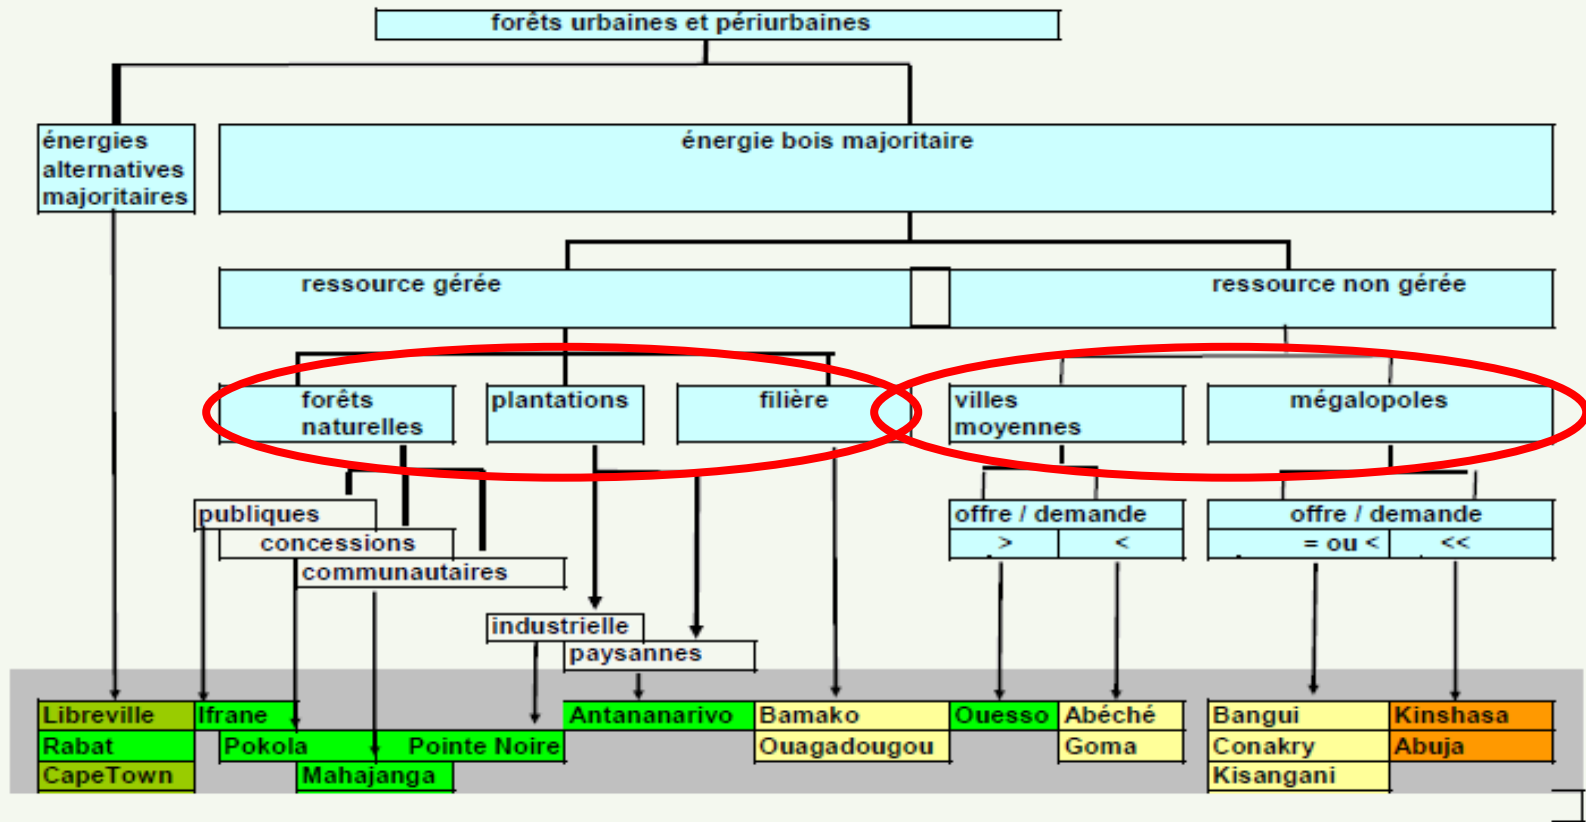 forêts urbaines et périurbaines
énergies
alternatives
majoritaires
énergie bois majoritaire
ressource gérée
ressource non gérée
forêts
naturelles
plantations
filière
villes
moyennes
mégalopoles
publiques
concessions
communautaires
offre / demande
> <
offre / demande
= ou < <<
industrielle
paysannes
Libreville
Rabat
CapeTown
Ifrane
Pokola
Mahajanga
Pointe Noire
Antananarivo
Bamako
Ouagadougou
Ouesso
Abéché
Goma
Bangui
Conakry
Kisangani
Kinshasa
Abuja